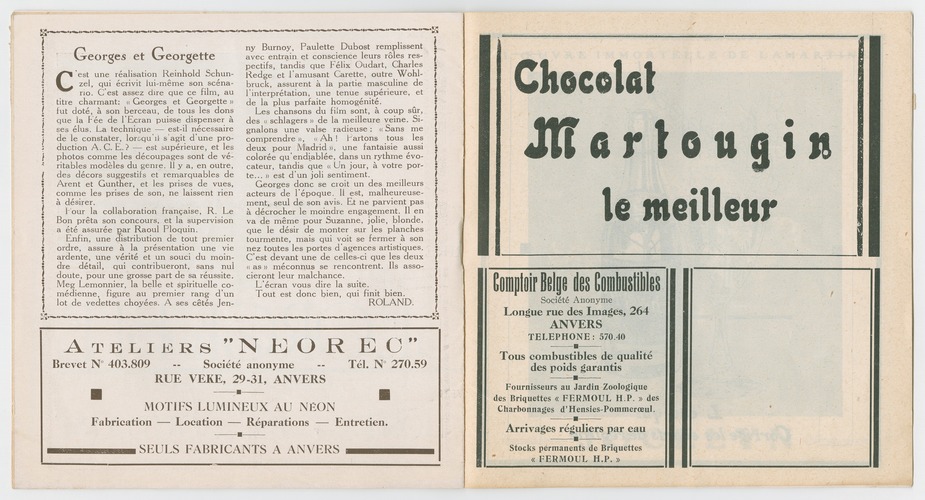 Georges et Georgette
C'est une réalisation Reinhold Schun-
zel, qui écrivit lui-même son scéna-
rio. C'est assez dire que ce film, au
titre charmant: « Georges et Georgette »
fut doté, à son berceau, de tous les dons
que la Fée de l'Ecran puisse dispenser à
ses élus. La technique — est-il nécessaire
de le constater, lorsqu'il s'agit d'une pro-
duction A. C. E. ? — est supérieure, et les
photos comme les découpages sont de vé-
ritables modèles du genre. Il y a, en outre,
des décors suggestifs et remarquables de
Arent et Gunther, et les prises de vues,
comme les prises de son, ne laissent rien
à désirer.
Pour la collaboration française, R. Le
Bon prêta son concours, et la supervision
a été assurée par Raoul Ploquin.
Enfin, une distribution de tout premier
ordre, assure à la présentation une vie
ardente, une vérité et un souci du moin-
dre détail, qui contribueront, sans nul
doute, pour une grosse part de sa réussite.
Meg Lemonnier, la belle et spirituelle co-
médienne, figure au premier rang d'un
lot de vedettes choyées. A ses côtés Jen-
ny Burnoy, Paulette Dubost remplissent
avec entrain et conscience leurs rôles res-
pectifs, tandis que Félix Oudart, Charles
Redge et l'amusant Carette, outre Wohl-
bruck, assurent à la partie masculine de
l'interprétation, une tenue supérieure, et
de la plus parfaite homogénité.
Les chansons du film sont, à coup sûr,
des « schlagers » de la meilleure veine. Si-
gnalons une valse radieuse : « Sans me
comprendre », « Ah ! Partons tous les
deux pour Madrid », une fantaisie aussi
colorée qu'endiablée, dans un rythme évo-
cateur, tandis que « Un jour, à votre por-
te... » est d'un joli sentiment.
Georges donc se croit un des meilleurs
acteurs de l'époque. Il est, malheureuse-
ment, seul de son avis. Et ne parvient pas
à décrocher le moindre engagement. Il en
va de même pour Suzanne, jolie, blonde,
que le désir de monter sur les planches
tourmente, mais qui voit se fermer à son
nez toutes les portes d'agences artistiques.
C'est devant une de celles-ci que les deux
« as » méconnus se rencontrent. Ils asso-
cieront leur malchance.
L'écran vous dira la suite.
Tout est donc bien, qui finit bien.
ROLAND.
ATELIERS "NEOREC"
Brevet N° 403.809 -- Société anonyme -- Tél. N° 270.59
RUE VEKE, 29-31, ANVERS
MOTIFS LUMINEUX AU NEON
Fabrication — Location — Réparations — Entretien.
SEULS FABRICANTS A ANVERS
Chocolat
Martougin
le meilleur
Comptoir Belge des Combustibles
Société Anonyme
Longue rue des Images, 264
ANVERS
TELEPHONE : 570.40
Tous combustibles de qualité
des poids garantis
Fournisseurs au Jardin Zoologique
des Briquettes « FERMOUL H.P. » des
Charbonnages d'Hensies-Pommerœul.
Arrivages réguliers par eau
Stocks permanents de Briquettes
« FERMOUL H.P. »